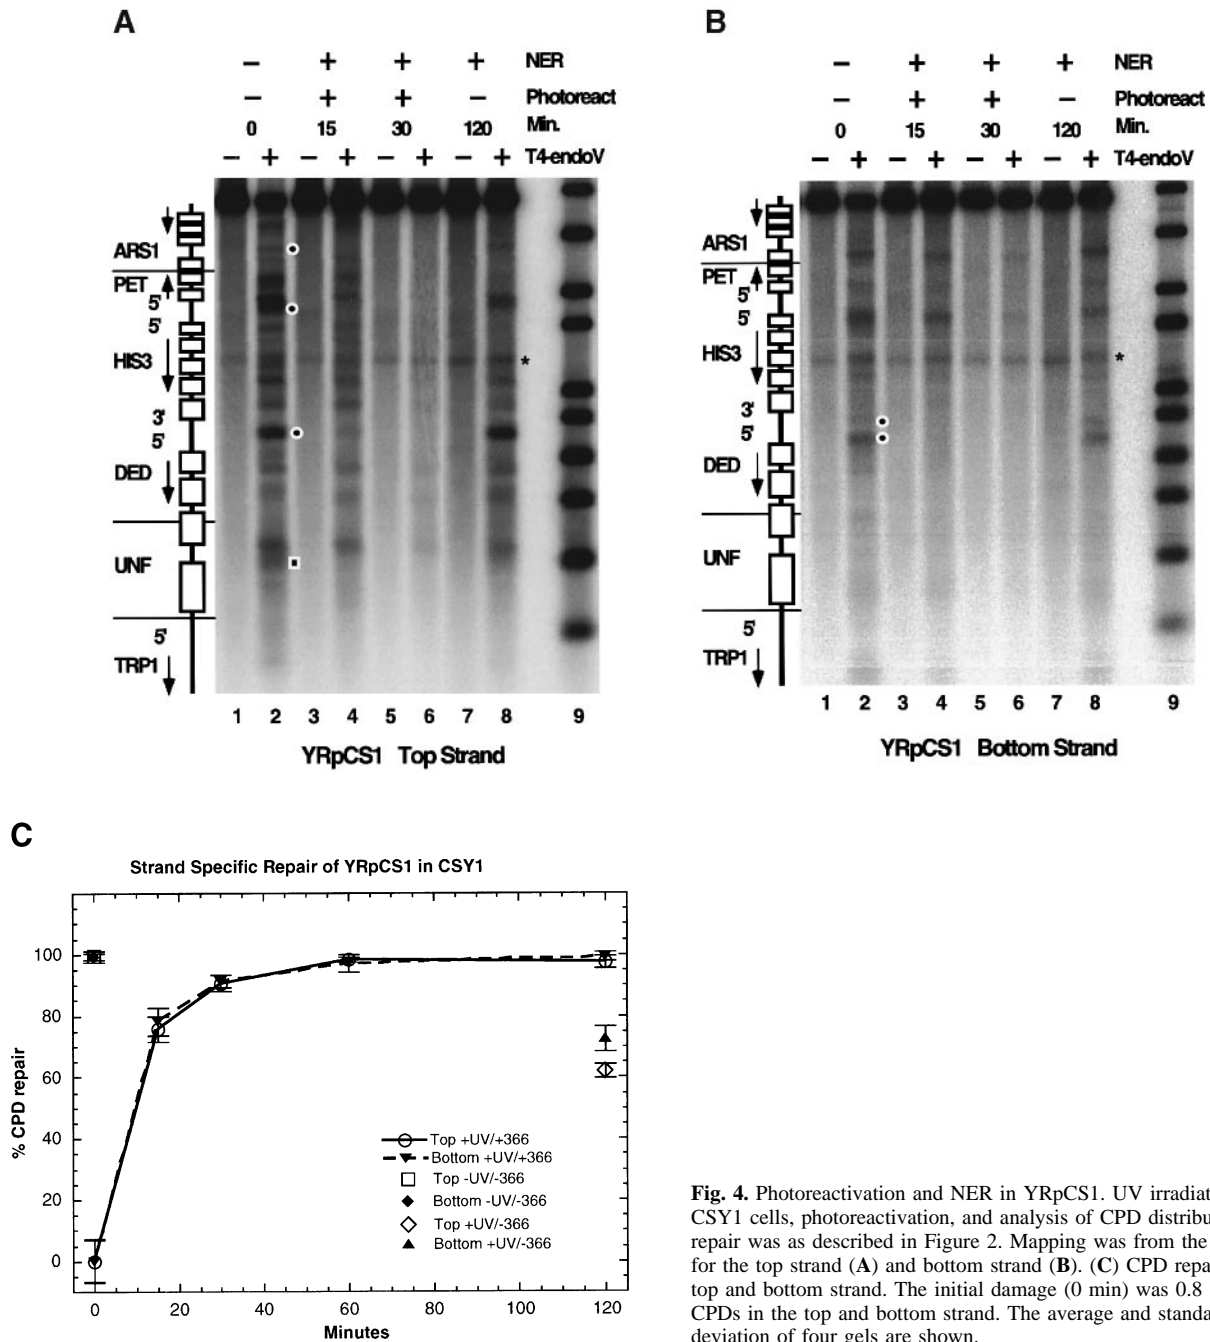 A
− + + + NER
− + + − Photoreact
0 15 30 120 Min.
− + − + − + − + T4-endoV
ARS1
PET
5'
5'
HIS3
*
3'
5'
DED
UNF
5'
TRP1
1 2 3 4 5 6 7 8 9
YRpCS1 Top Strand
B
− + + + NER
− + + − Photoreact
0 15 30 120 Min.
− + − + − + − + T4-endoV
ARS1
PET
5'
5'
HIS3
*
3'
5'
DED
UNF
5'
TRP1
1 2 3 4 5 6 7 8 9
YRpCS1 Bottom Strand
C
Strand Specific Repair of YRpCS1 in CSY1
% CPD repair
100
80
60
40
20
0
Top +UV/+366
Bottom +UV/+366
Top -UV/-366
Bottom -UV/-366
Top +UV/-366
Bottom +UV/-366
0 20 40 60 80 100 120
Minutes
Fig. 4. Photoreactivation and NER in YRpCS1. UV irradiat
CSY1 cells, photoreactivation, and analysis of CPD distribu
repair was as described in Figure 2. Mapping was from the
for the top strand (A) and bottom strand (B). (C) CPD repa
top and bottom strand. The initial damage (0 min) was 0.8
CPDs in the top and bottom strand. The average and standa
deviation of four gels are shown.